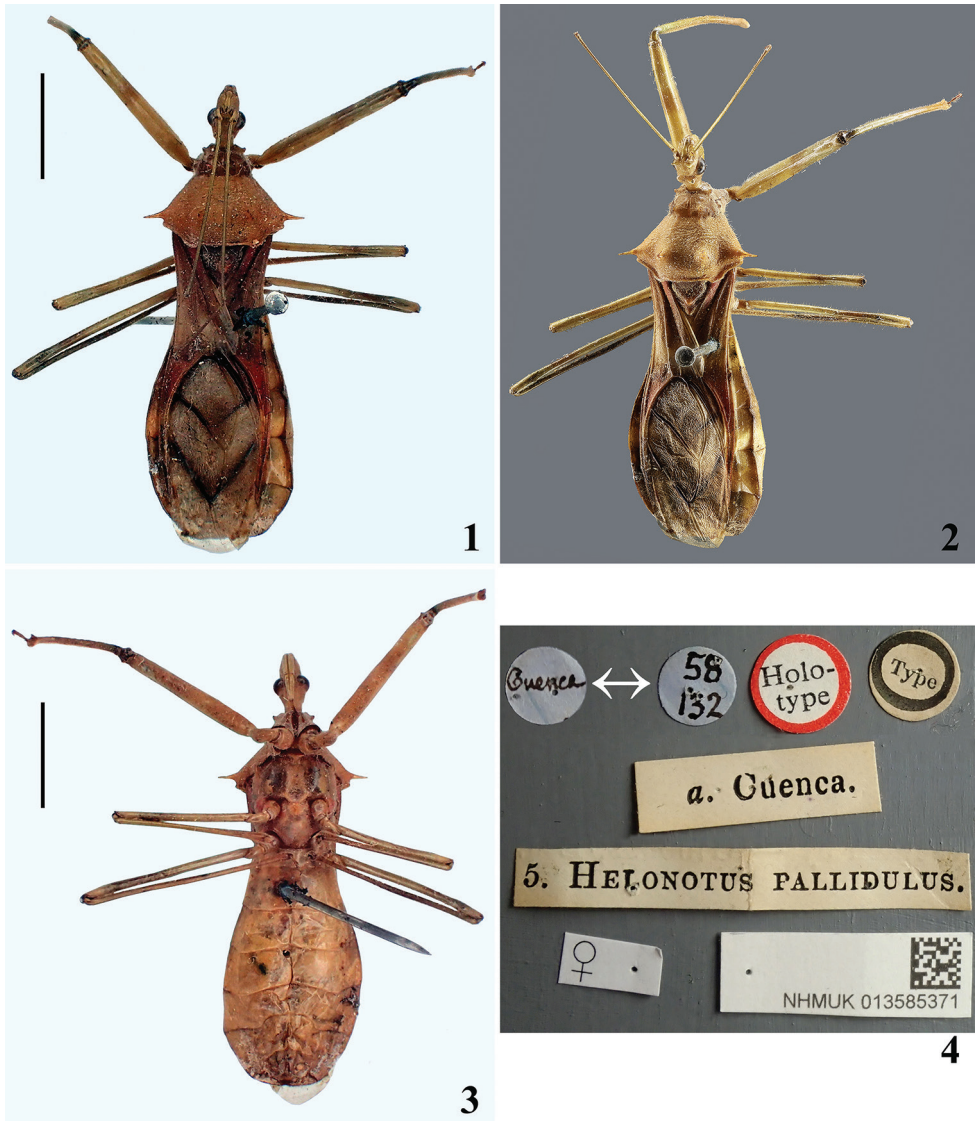 1
2
Cuenca
58
132
Holo-
type
Type
a. Cuenca.
5. HELONOTUS PALLIDULUS.
♀
NHMUK 013585371
3
4